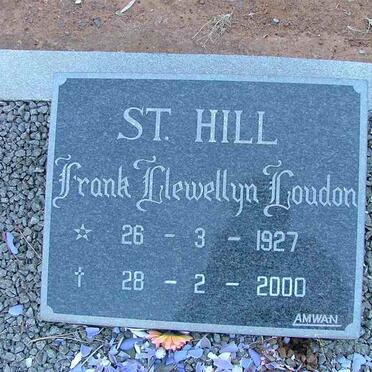 ST. HILL
Frank Llewellyn Loudon
☆ 26 - 3 - 1927
† 28 - 2 - 2000
AMWAN